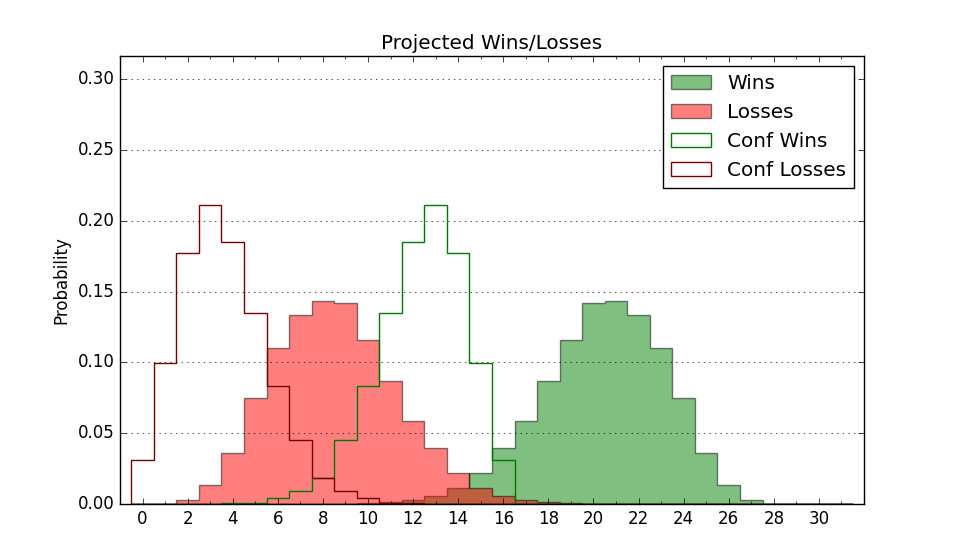 Projected Wins/Losses
0.30
0.25
0.20
0.15
0.10
0.05
0.00
Probability
Wins
Losses
Conf Wins
Conf Losses
0 2 4 6 8 10 12 14 16 18 20 22 24 26 28 30